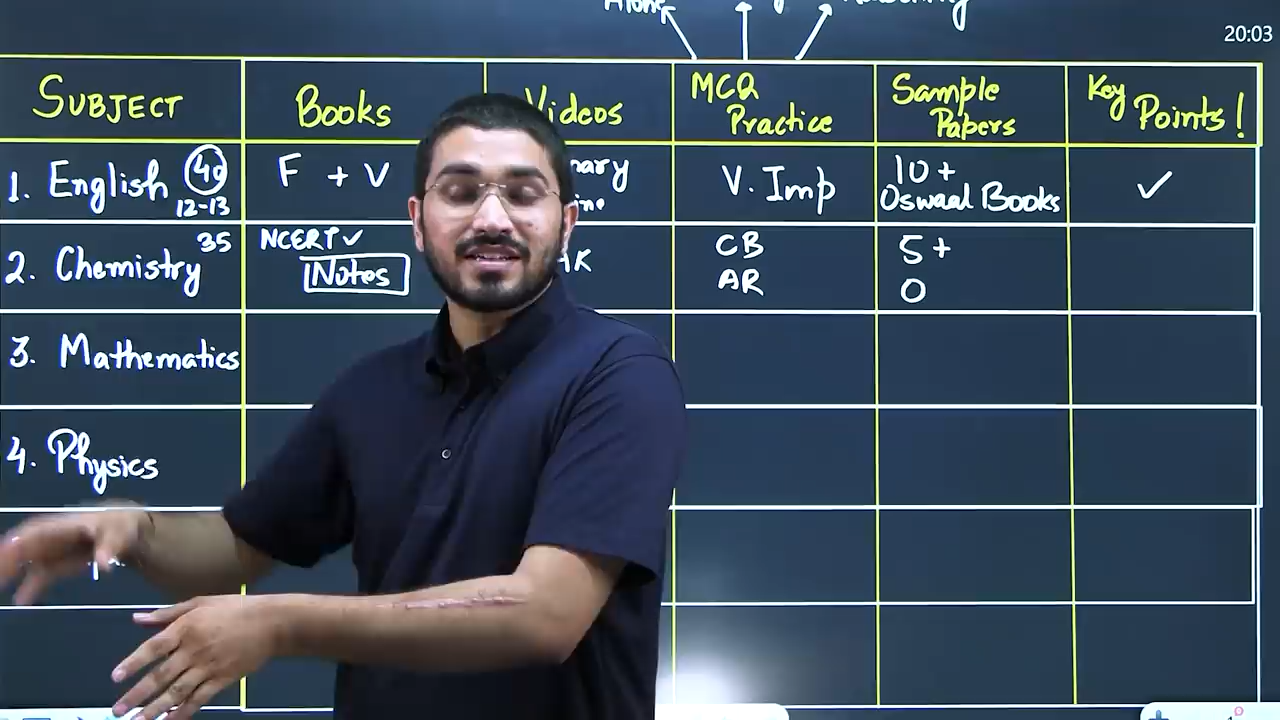 20:03
SUBJECT
Books
Videos
MCQ
Practice
Sample
Papers
Key
Points!
1. English 40
12-13
F + V
V. Imp
10+
Oswaal Books
✓
2. Chemistry 35
NCERT ✓
Notes
CB
AR
5+
0
3. Mathematics
4. Physics